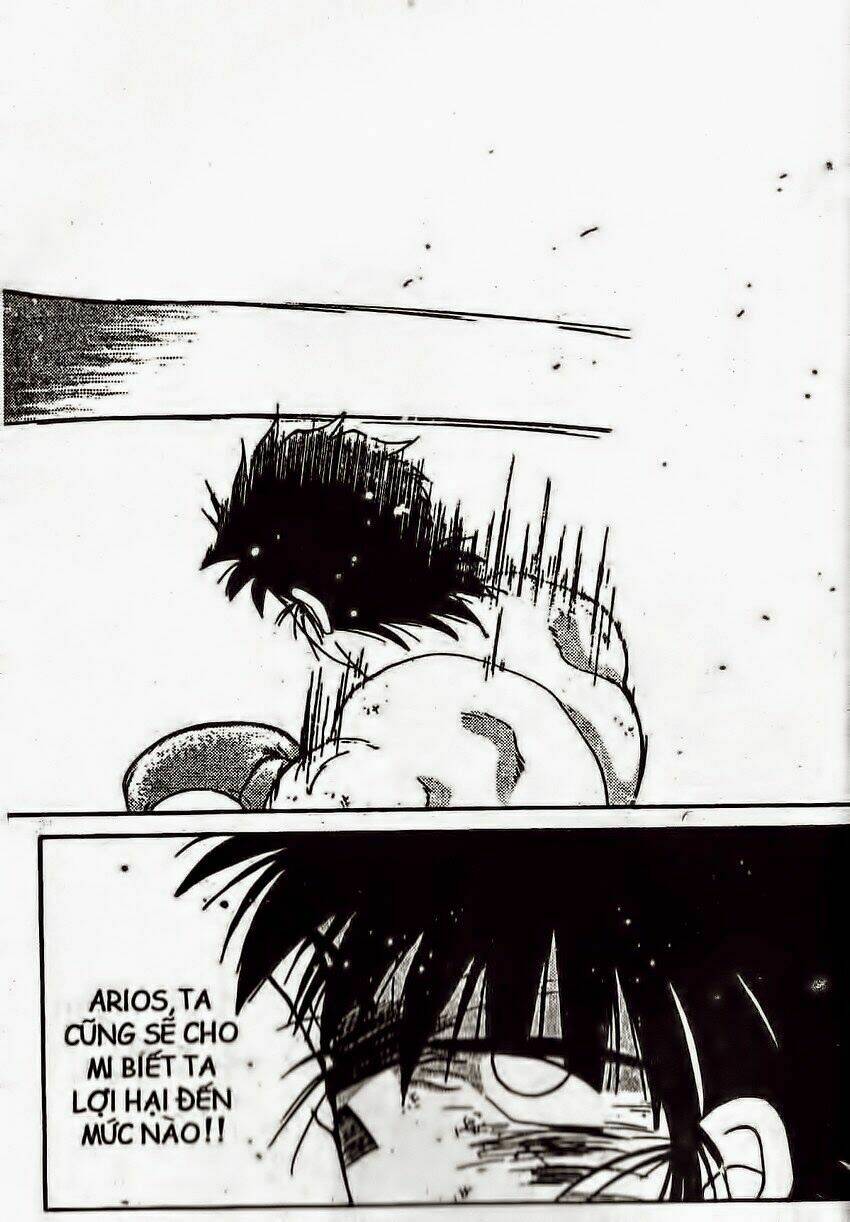 ARIOS, TA
CŨNG SẼ CHO
MI BIẾT TA
LỢI HẠI ĐẾN
MỨC NÀO!!